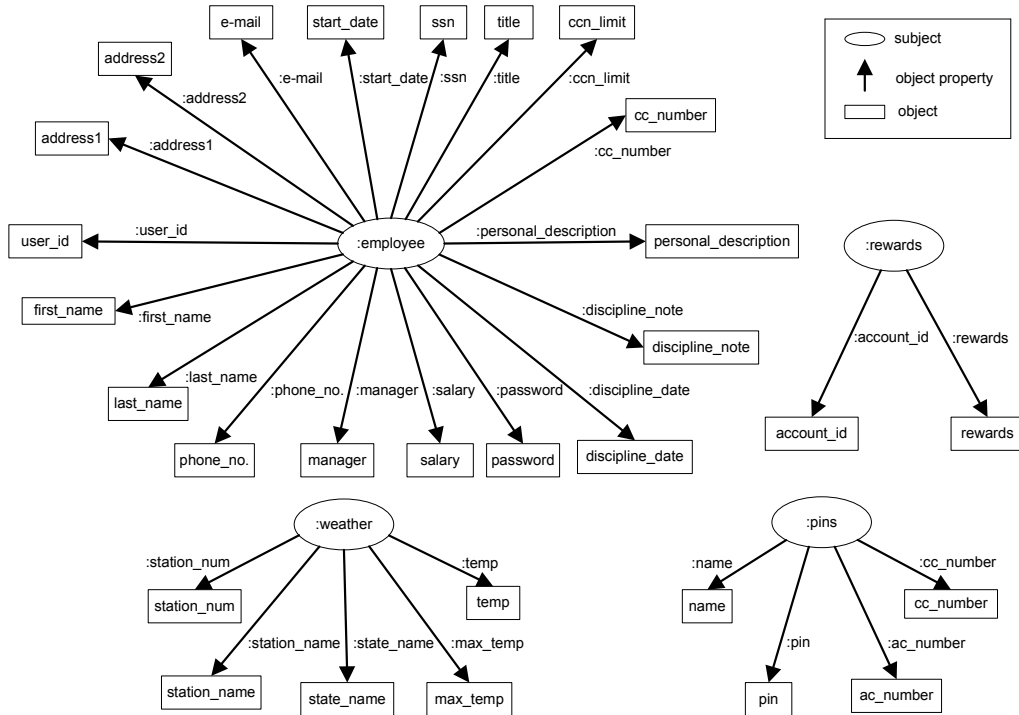 e-mail
start_date
ssn
title
ccn_limit
address2
:e-mail
:start_date
:ssn
:title
:ccn_limit
:address2
cc_number
:cc_number
address1
:address1
user_id
:user_id
:employee
:personal_description
personal_description
first_name
:first_name
:discipline_note
discipline_note
last_name
:last_name
:phone_no.
:manager
:salary
:password
:discipline_date
phone_no.
manager
salary
password
discipline_date
subject
object property
object
:rewards
:account_id
:rewards
account_id
rewards
:weather
:station_num
:temp
station_num
temp
:station_name
:state_name
:max_temp
station_name
state_name
max_temp
:pins
:name
:cc_number
name
cc_number
:pin
:ac_number
pin
ac_number